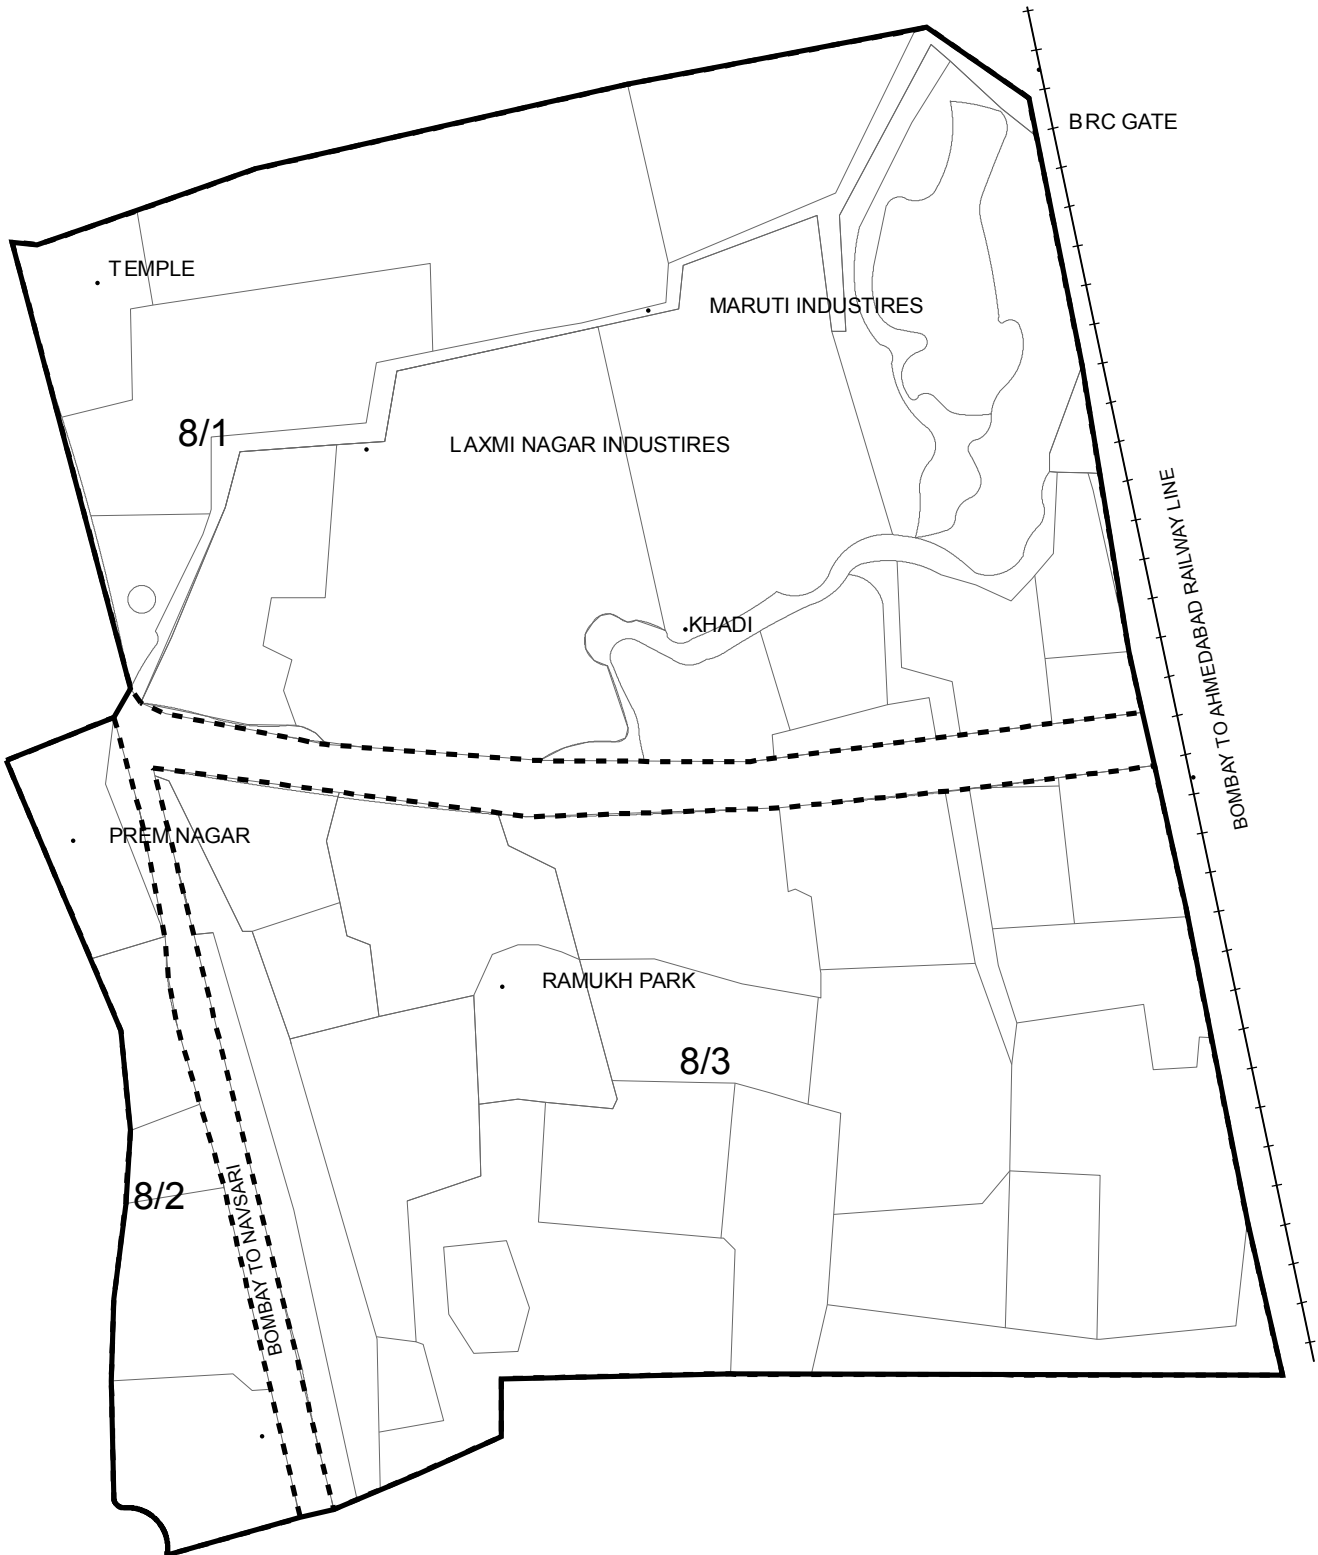 BRC GATE
TEMPLE
MARUTI INDUSTIRES
8/1
LAXMI NAGAR INDUSTIRES
BOMBAY TO AHMEDABAD RAILWAY LINE
KHADI
PREM NAGAR
RAMUKH PARK
8/3
8/2
BOMBAY TO NAVSARI